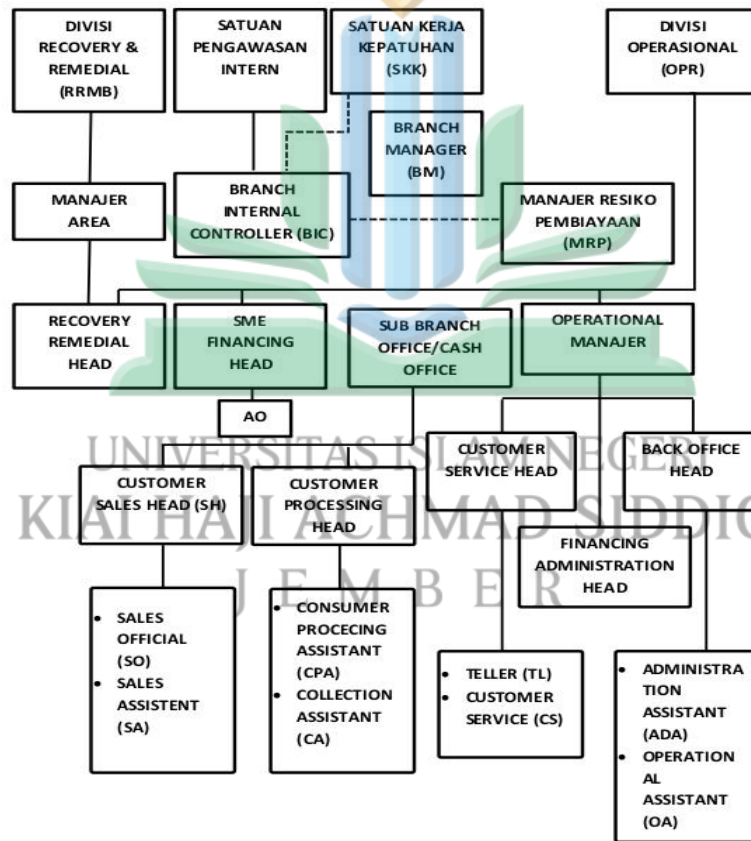 DIVISI
RECOVERY &
REMEDIAL
(RRMB)
SATUAN
PENGAWASAN
INTERN
SATUAN KERJA
KEPATUHAN
(SKK)
DIVISI
OPERASIONAL
(OPR)
BRANCH
MANAGER
(BM)
MANAJER
AREA
BRANCH
INTERNAL
CONTROLLER (BIC)
MANAJER RESIKO
PEMBIAYAAN
(MRP)
RECOVERY
REMEDIAL
HEAD
SME
FINANCING
HEAD
SUB BRANCH
OFFICE/CASH
OFFICE
OPERATIONAL
MANAJER
AO
UNIVERSITAS ISLAM NEGERI
CUSTOMER
SALES HEAD (SH)
CUSTOMER
PROCESSING
HEAD
CUSTOMER
SERVICE HEAD
BACK OFFICE
HEAD
KIAI HAJI ACHMAD SIDDIQ
FINANCING
ADMINISTRATION
HEAD
JEMBER
• SALES
OFFICIAL
(SO)
• SALES
ASSISTENT
(SA)
• CONSUMER
PROCECING
ASSISTANT
(CPA)
• COLLECTION
ASSISTANT
(CA)
• TELLER (TL)
• CUSTOMER
SERVICE (CS)
• ADMINISTRA
TION
ASSISTANT
(ADA)
• OPERATION
AL
ASSISTANT
(OA)